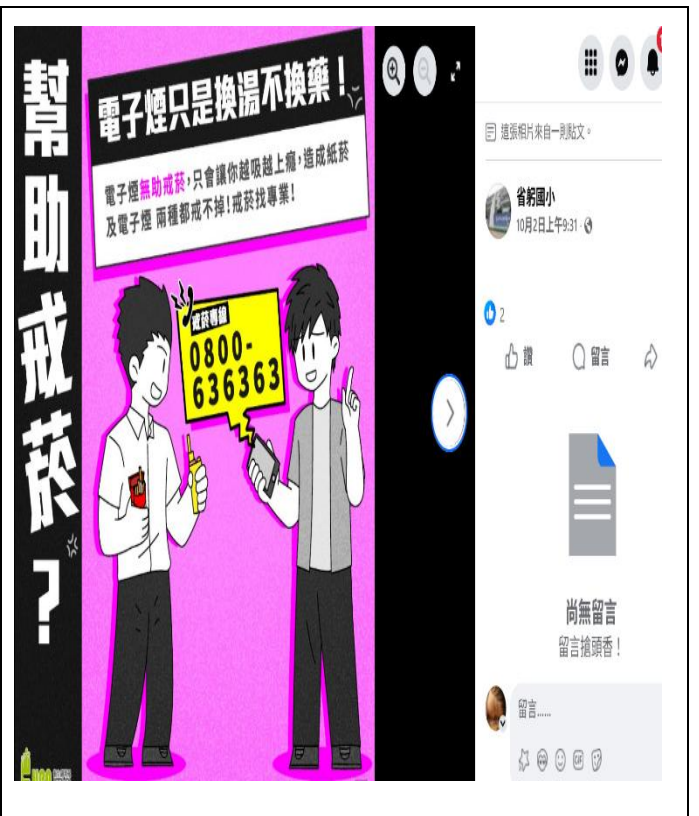 幫助戒菸？
電子煙只是換湯不換藥！
電子煙無助戒菸，只會讓你越吸越上癮，造成紙菸
及電子煙 兩種都戒不掉！戒菸找專業！
戒菸專線
0800-
636363
這張相片來自一則貼文。
省躬國小
10月2日上午9:31
2
讚
留言
尚無留言
留言搶頭香！
留言......
GIF